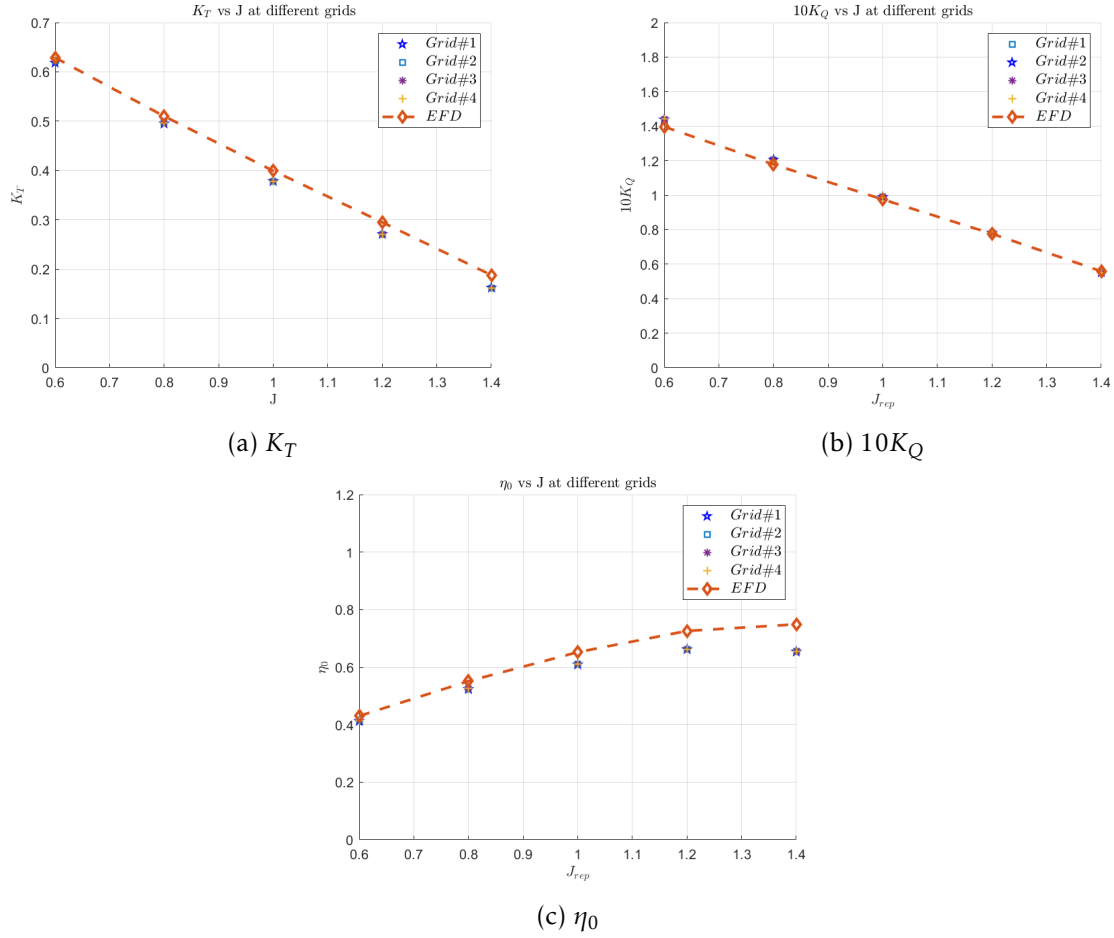 K_T vs J at different grids
0.7
0.6
0.5
0.4
0.3
0.2
0.1
0
K_T
0.6 0.7 0.8 0.9 1 1.1 1.2 1.3 1.4
J
Grid#1
Grid#2
Grid#3
Grid#4
EFD
(a) K_T
10K_Q vs J at different grids
2
1.8
1.6
1.4
1.2
1
0.8
0.6
0.4
0.2
0
10K_Q
0.6 0.7 0.8 0.9 1 1.1 1.2 1.3 1.4
J_rep
Grid#1
Grid#2
Grid#3
Grid#4
EFD
(b) 10K_Q
η_0 vs J at different grids
1.2
1
0.8
0.6
0.4
0.2
0
η_0
0.6 0.7 0.8 0.9 1 1.1 1.2 1.3 1.4
J_rep
Grid#1
Grid#2
Grid#3
Grid#4
EFD
(c) η_0